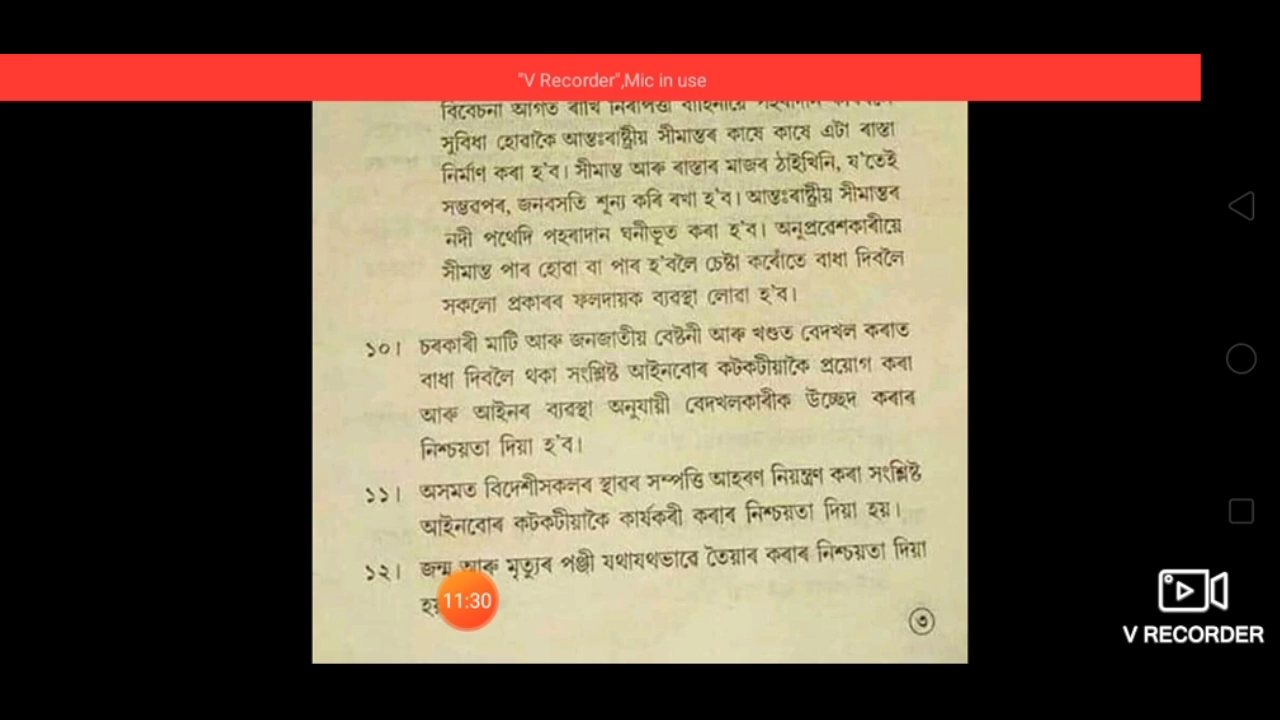 "V Recorder",Mic in use
বিবেচনা আগত ৰাখি নিৰাপত্তা বাহিনীয়ে
সুবিধা হোৱাকৈ আন্তঃৰাষ্ট্ৰীয় সীমান্তৰ কাষে কাষে এটা ৰাস্তা
নিৰ্মাণ কৰা হ'ব। সীমান্ত আৰু ৰাস্তাৰ মাজৰ ঠাইখিনি, য'তেই
সম্ভৱপৰ, জনবসতি শূন্য কৰি ৰখা হ'ব। আন্তঃৰাষ্ট্ৰীয় সীমান্তৰ
নদী পথেদি পহৰাদান ঘনীভূত কৰা হ'ব। অনুপ্ৰৱেশকাৰীয়ে
সীমান্ত পাৰ হোৱা বা পাৰ হ'বলৈ চেষ্টা কৰোঁতে বাধা দিবলৈ
সকলো প্ৰকাৰৰ ফলদায়ক ব্যৱস্থা লোৱা হ'ব।
১০। চৰকাৰী মাটি আৰু জনজাতীয় বেষ্টনী আৰু খণ্ডত বেদখল কৰাত
বাধা দিবলৈ থকা সংশ্লিষ্ট আইনবোৰ কটকটীয়াকৈ প্ৰয়োগ কৰা
আৰু আইনৰ ব্যৱস্থা অনুযায়ী বেদখলকাৰীক উচ্ছেদ কৰাৰ
নিশ্চয়তা দিয়া হ'ব।
১১। অসমত বিদেশীসকলৰ স্থাৱৰ সম্পত্তি আহৰণ নিয়ন্ত্ৰণ কৰা সংশ্লিষ্ট
আইনবোৰ কটকটীয়াকৈ কাৰ্যকৰী কৰাৰ নিশ্চয়তা দিয়া হয়।
১২। জন্ম আৰু মৃত্যুৰ পঞ্জী যথাযথভাৱে তৈয়াৰ কৰাৰ নিশ্চয়তা দিয়া
11:30
৩
V RECORDER